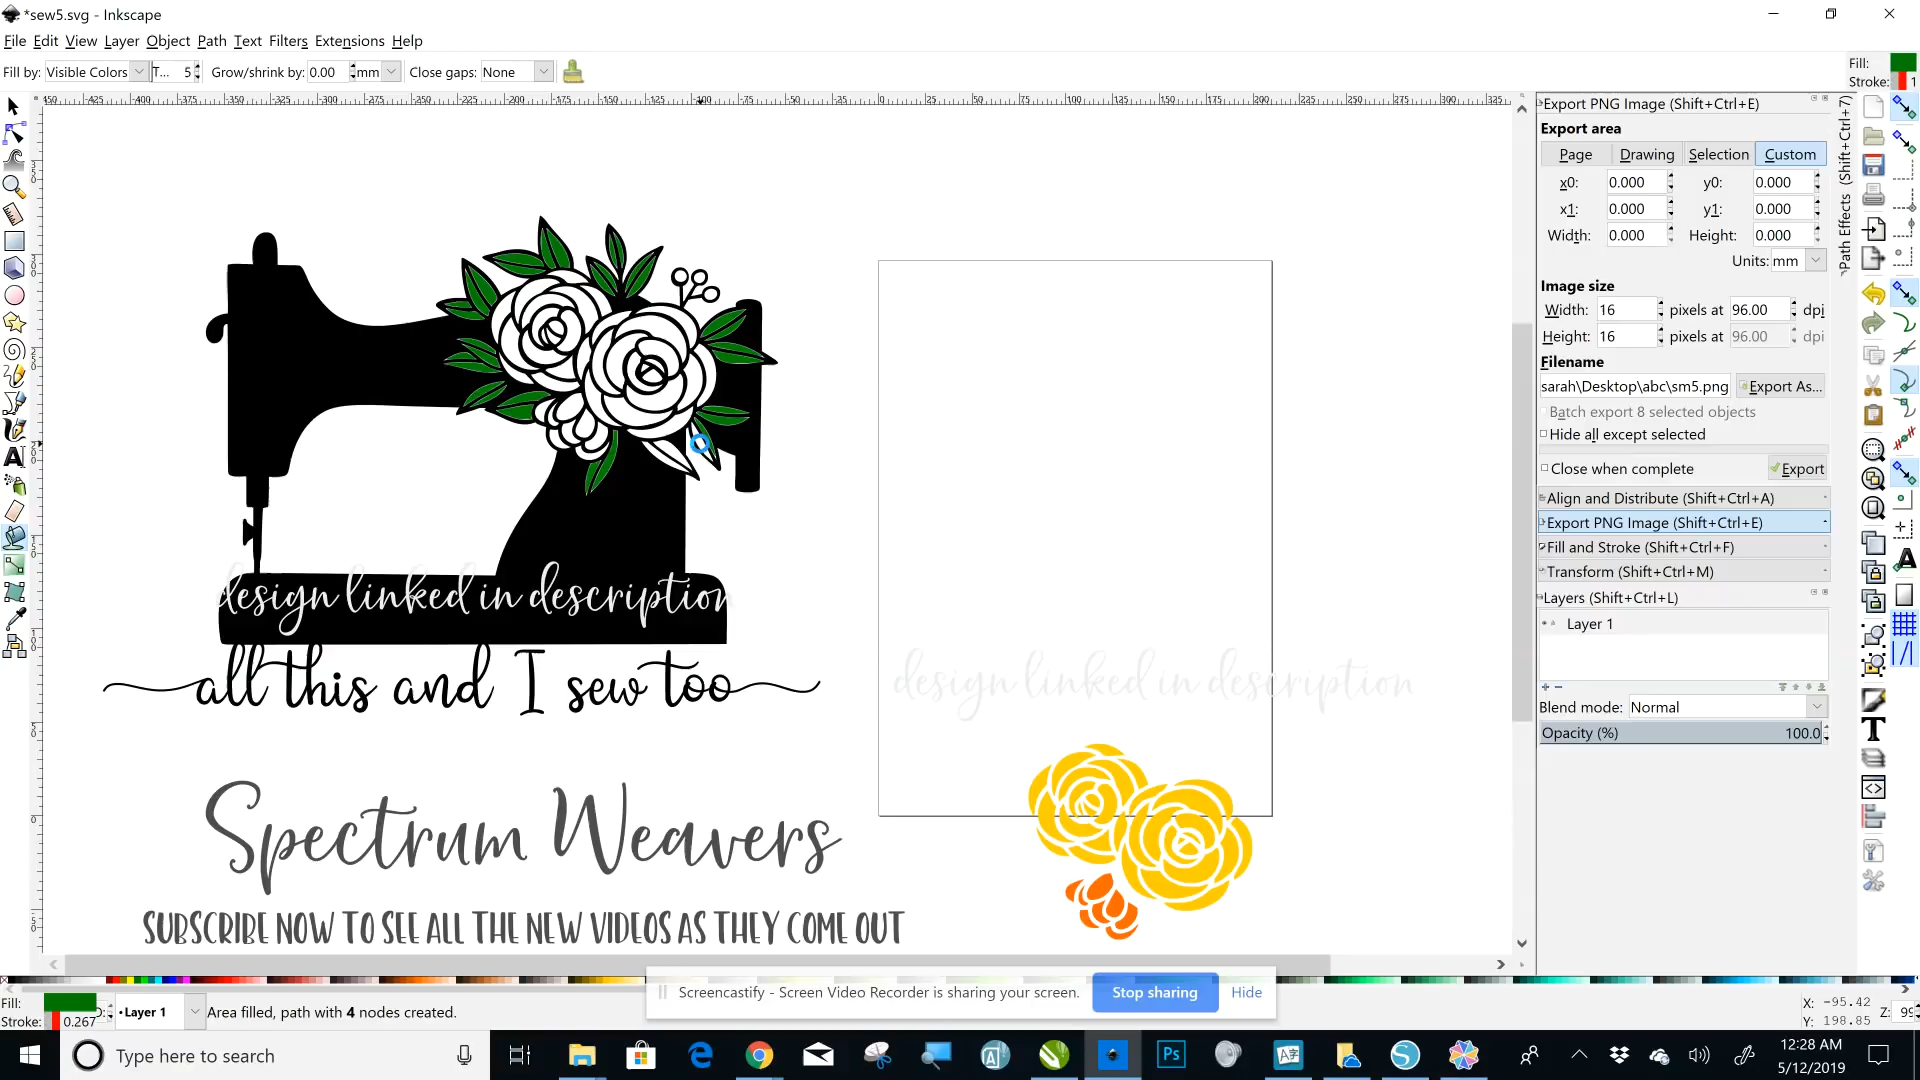 *sew5.svg - Inkscape
File Edit View Layer Object Path Text Filters Extensions Help
Fill by: Visible Colors T... 5 Grow/shrink by: 0.00 mm Close gaps: None
Fill:
Stroke: 1
Export PNG Image (Shift+Ctrl+E)
Path Effects (Shift+Ctrl+7)
Export area
Page Drawing Selection Custom
x0: 0.000 y0: 0.000
x1: 0.000 y1: 0.000
Width: 0.000 Height: 0.000
Units: mm
Image size
Width: 16 pixels at 96.00 dpi
Height: 16 pixels at 96.00 dpi
Filename
sarah\Desktop\abc\sm5.png Export As...
Batch export 8 selected objects
Hide all except selected
Close when complete Export
Align and Distribute (Shift+Ctrl+A)
Export PNG Image (Shift+Ctrl+E)
Fill and Stroke (Shift+Ctrl+F)
Transform (Shift+Ctrl+M)
Layers (Shift+Ctrl+L)
Layer 1
Blend mode: Normal
Opacity (%) 100.0
design linked in description
all this and I sew too
design linked in description
Spectrum Weavers
SUBSCRIBE NOW TO SEE ALL THE NEW VIDEOS AS THEY COME OUT
Screencastify - Screen Video Recorder is sharing your screen. Stop sharing Hide
Fill:
Stroke: 0.267
Layer 1 Area filled, path with 4 nodes created.
X: -95.42
Y: 198.85
Z: 99
Type here to search
12:28 AM
5/12/2019